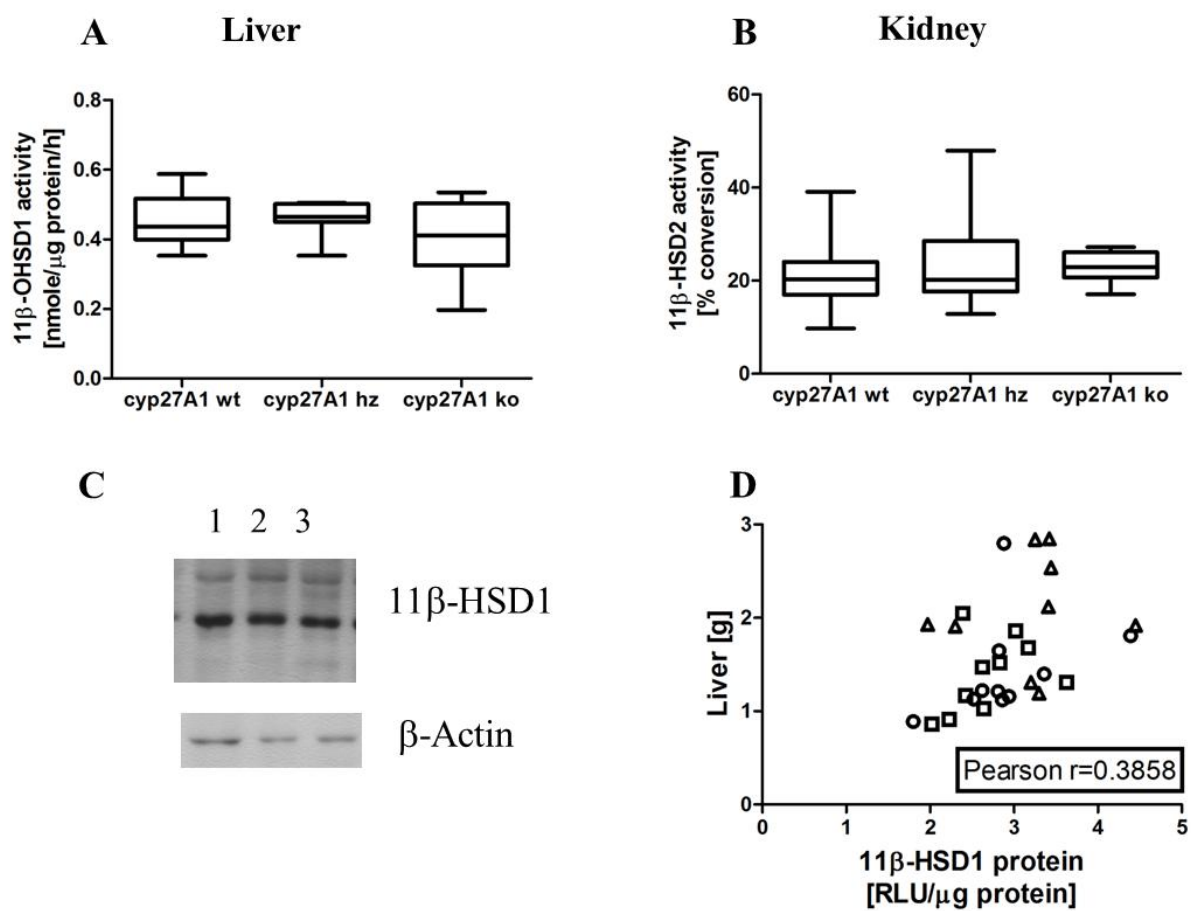 A
Liver
11β-OHSD1 activity
[nmole/μg protein/h]
0.8
0.6
0.4
0.2
0.0
cyp27A1 wt
cyp27A1 hz
cyp27A1 ko
B
Kidney
11β-HSD2 activity
[% conversion]
60
40
20
0
cyp27A1 wt
cyp27A1 hz
cyp27A1 ko
C
1 2 3
11β-HSD1
β-Actin
D
Liver [g]
3
2
1
0
Pearson r=0.3858
0 1 2 3 4 5
11β-HSD1 protein
[RLU/μg protein]